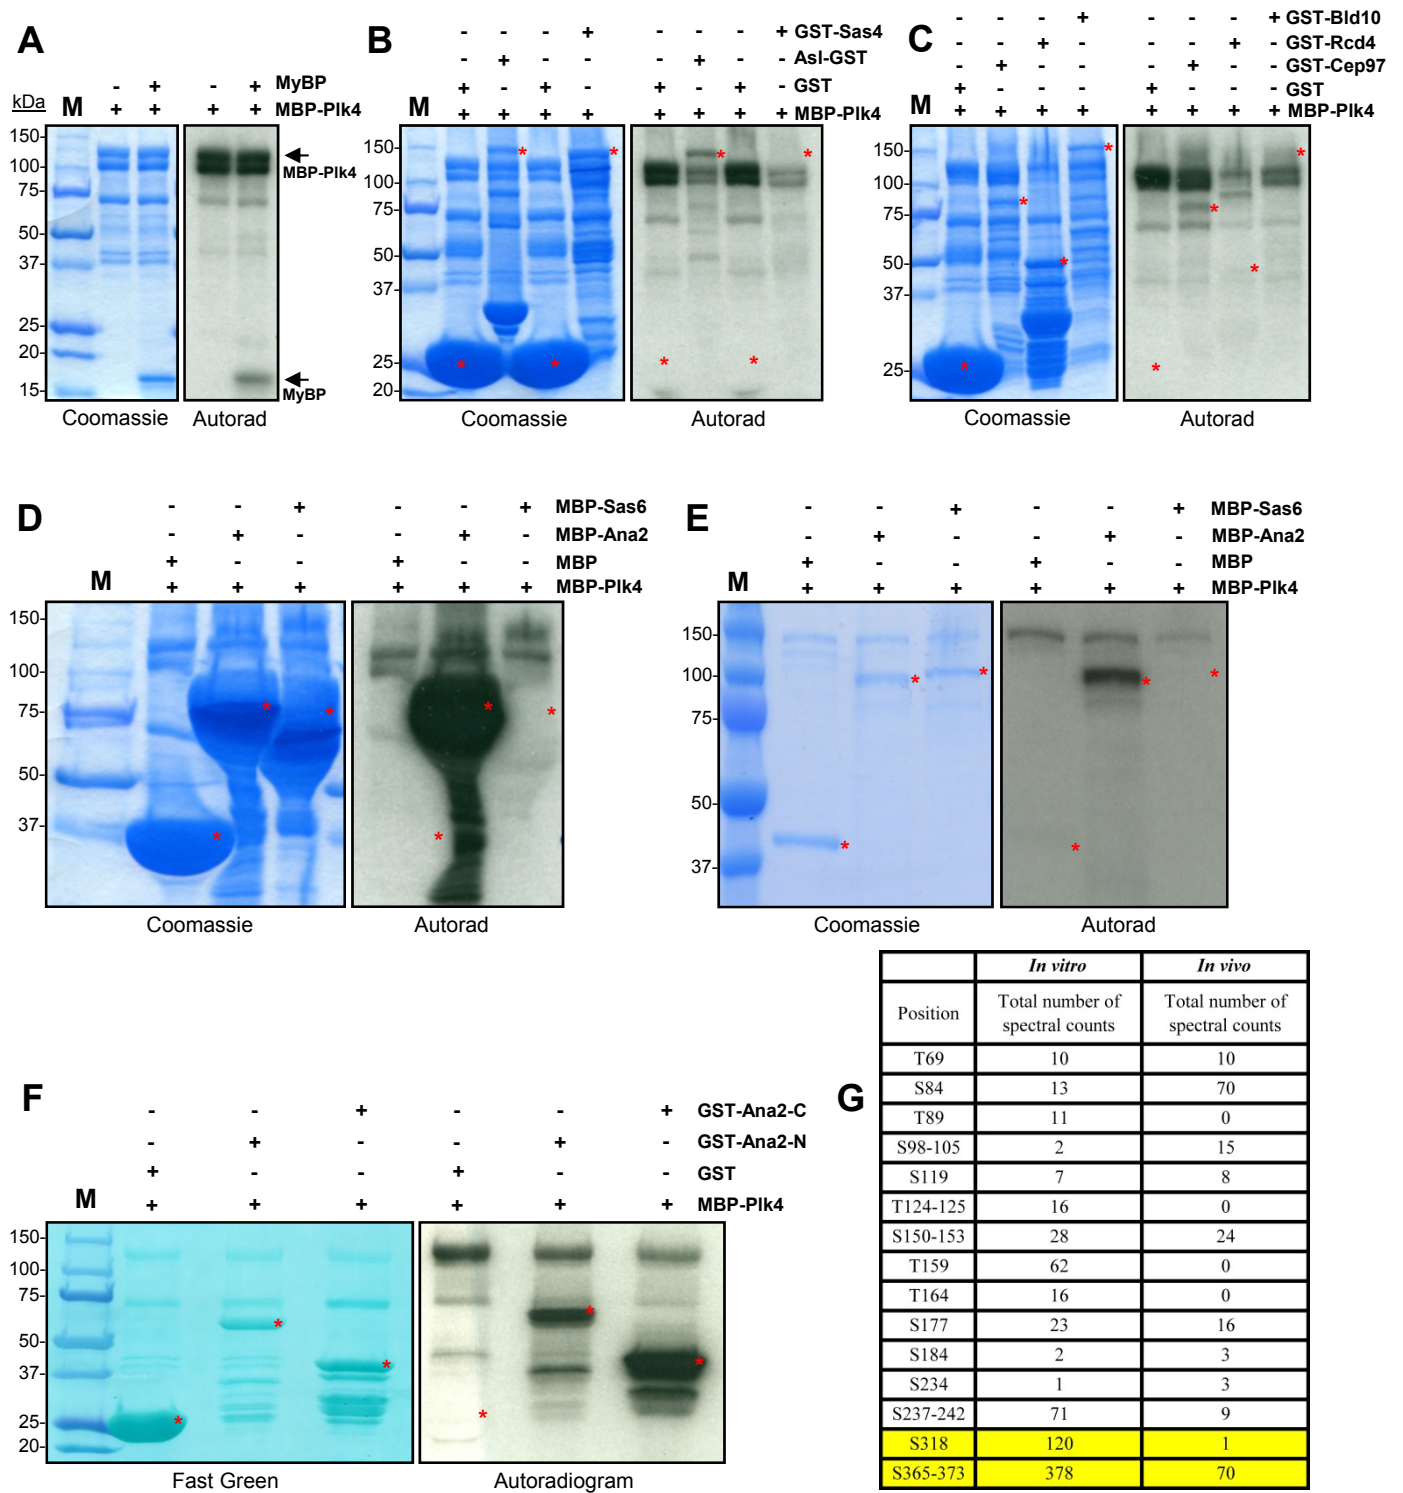 A
- + MyBP
kDa M + + + + MBP-Plk4
- +
150-
100-
75-
50-
37-
25-
20-
15-
MBP-Plk4
MyBP
Coomassie Autorad
B
- - - + - - - + GST-Sas4
- + - - - + - - Asl-GST
+ - + - + - + - GST
M + + + + + + + + MBP-Plk4
150-
100-
75-
50-
37-
25-
20-
* * * * * * * *
Coomassie Autorad
C
- - - + - - - + GST-Bld10
- - + - - - + - GST-Rcd4
- + - - - + - - GST-Cep97
+ - - - + - - - GST
M + + + + + + + + MBP-Plk4
150-
100-
75-
50-
37-
25-
* * * * * * * *
Coomassie Autorad
D
- - + - - + MBP-Sas6
- + - - + - MBP-Ana2
+ - - + - - MBP
M + + + + + + MBP-Plk4
150-
100-
75-
50-
37-
* * * * * *
Coomassie Autorad
E
- - + - - + MBP-Sas6
- + - - + - MBP-Ana2
+ - - + - - MBP
M + + + + + + MBP-Plk4
150-
100-
75-
50-
37-
* * * * * *
Coomassie Autorad
F
- - + - - + GST-Ana2-C
- + - - + - GST-Ana2-N
+ - - + - - GST
M + + + + + + MBP-Plk4
150-
100-
75-
50-
37-
25-
20-
* * * * * *
Fast Green Autoradiogram
G
In vitro In vivo
Position Total number of spectral counts Total number of spectral counts
T69 10 10
S84 13 70
T89 11 0
S98-105 2 15
S119 7 8
T124-125 16 0
S150-153 28 24
T159 62 0
T164 16 0
S177 23 16
S184 2 3
S234 1 3
S237-242 71 9
S318 120 1
S365-373 378 70